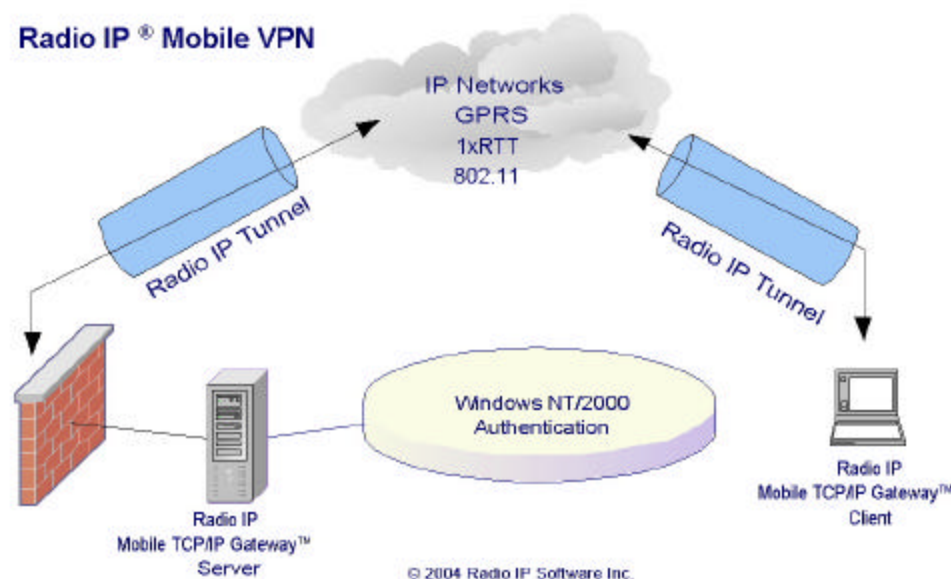 Radio IP ® Mobile VPN
IP Networks
GPRS
1xRTT
802.11
Radio IP Tunnel
Radio IP Tunnel
Windows NT/2000
Authentication
Radio IP
Mobile TCP/IP Gateway™
Server
Radio IP
Mobile TCP/IP Gateway™
Client
© 2004 Radio IP Software Inc.